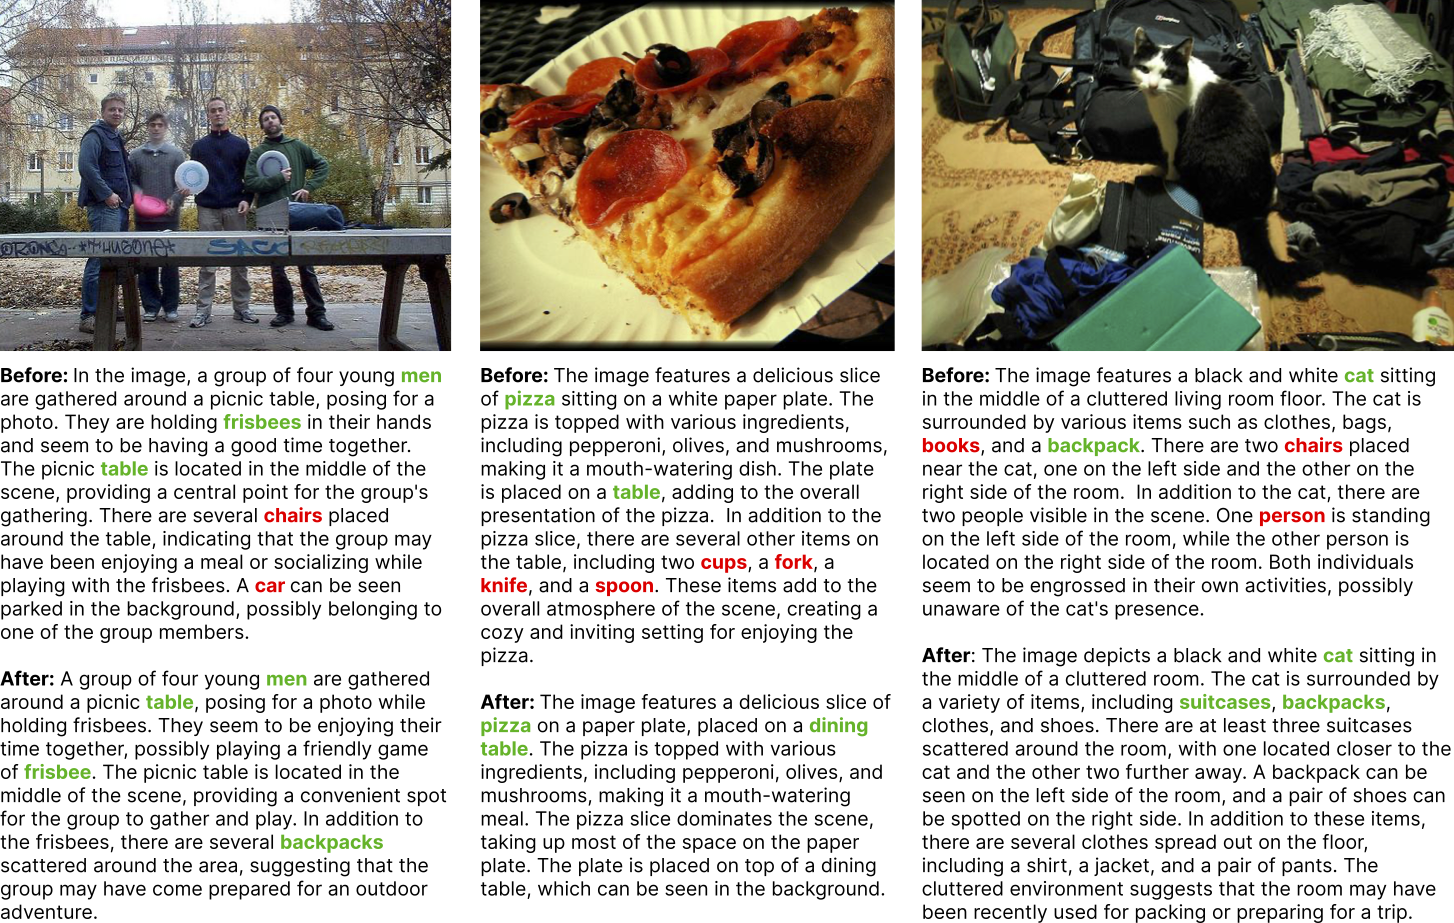 Before: In the image, a group of four young men
are gathered around a picnic table, posing for a
photo. They are holding frisbees in their hands
and seem to be having a good time together.
The picnic table is located in the middle of the
scene, providing a central point for the group's
gathering. There are several chairs placed
around the table, indicating that the group may
have been enjoying a meal or socializing while
playing with the frisbees. A car can be seen
parked in the background, possibly belonging to
one of the group members.
After: A group of four young men are gathered
around a picnic table, posing for a photo while
holding frisbees. They seem to be enjoying their
time together, possibly playing a friendly game
of frisbee. The picnic table is located in the
middle of the scene, providing a convenient spot
for the group to gather and play. In addition to
the frisbees, there are several backpacks
scattered around the area, suggesting that the
group may have come prepared for an outdoor
adventure.
Before: The image features a delicious slice
of pizza sitting on a white paper plate. The
pizza is topped with various ingredients,
including pepperoni, olives, and mushrooms,
making it a mouth-watering dish. The plate
is placed on a table, adding to the overall
presentation of the pizza. In addition to the
pizza slice, there are several other items on
the table, including two cups, a fork, a
knife, and a spoon. These items add to the
overall atmosphere of the scene, creating a
cozy and inviting setting for enjoying the
pizza.
After: The image features a delicious slice of
pizza on a paper plate, placed on a dining
table. The pizza is topped with various
ingredients, including pepperoni, olives, and
mushrooms, making it a mouth-watering
meal. The pizza slice dominates the scene,
taking up most of the space on the paper
plate. The plate is placed on top of a dining
table, which can be seen in the background.
Before: The image features a black and white cat sitting
in the middle of a cluttered living room floor. The cat is
surrounded by various items such as clothes, bags,
books, and a backpack. There are two chairs placed
near the cat, one on the left side and the other on the
right side of the room. In addition to the cat, there are
two people visible in the scene. One person is standing
on the left side of the room, while the other person is
located on the right side of the room. Both individuals
seem to be engrossed in their own activities, possibly
unaware of the cat's presence.
After: The image depicts a black and white cat sitting in
the middle of a cluttered room. The cat is surrounded by
a variety of items, including suitcases, backpacks,
clothes, and shoes. There are at least three suitcases
scattered around the room, with one located closer to the
cat and the other two further away. A backpack can be
seen on the left side of the room, and a pair of shoes can
be spotted on the right side. In addition to these items,
there are several clothes spread out on the floor,
including a shirt, a jacket, and a pair of pants. The
cluttered environment suggests that the room may have
been recently used for packing or preparing for a trip.